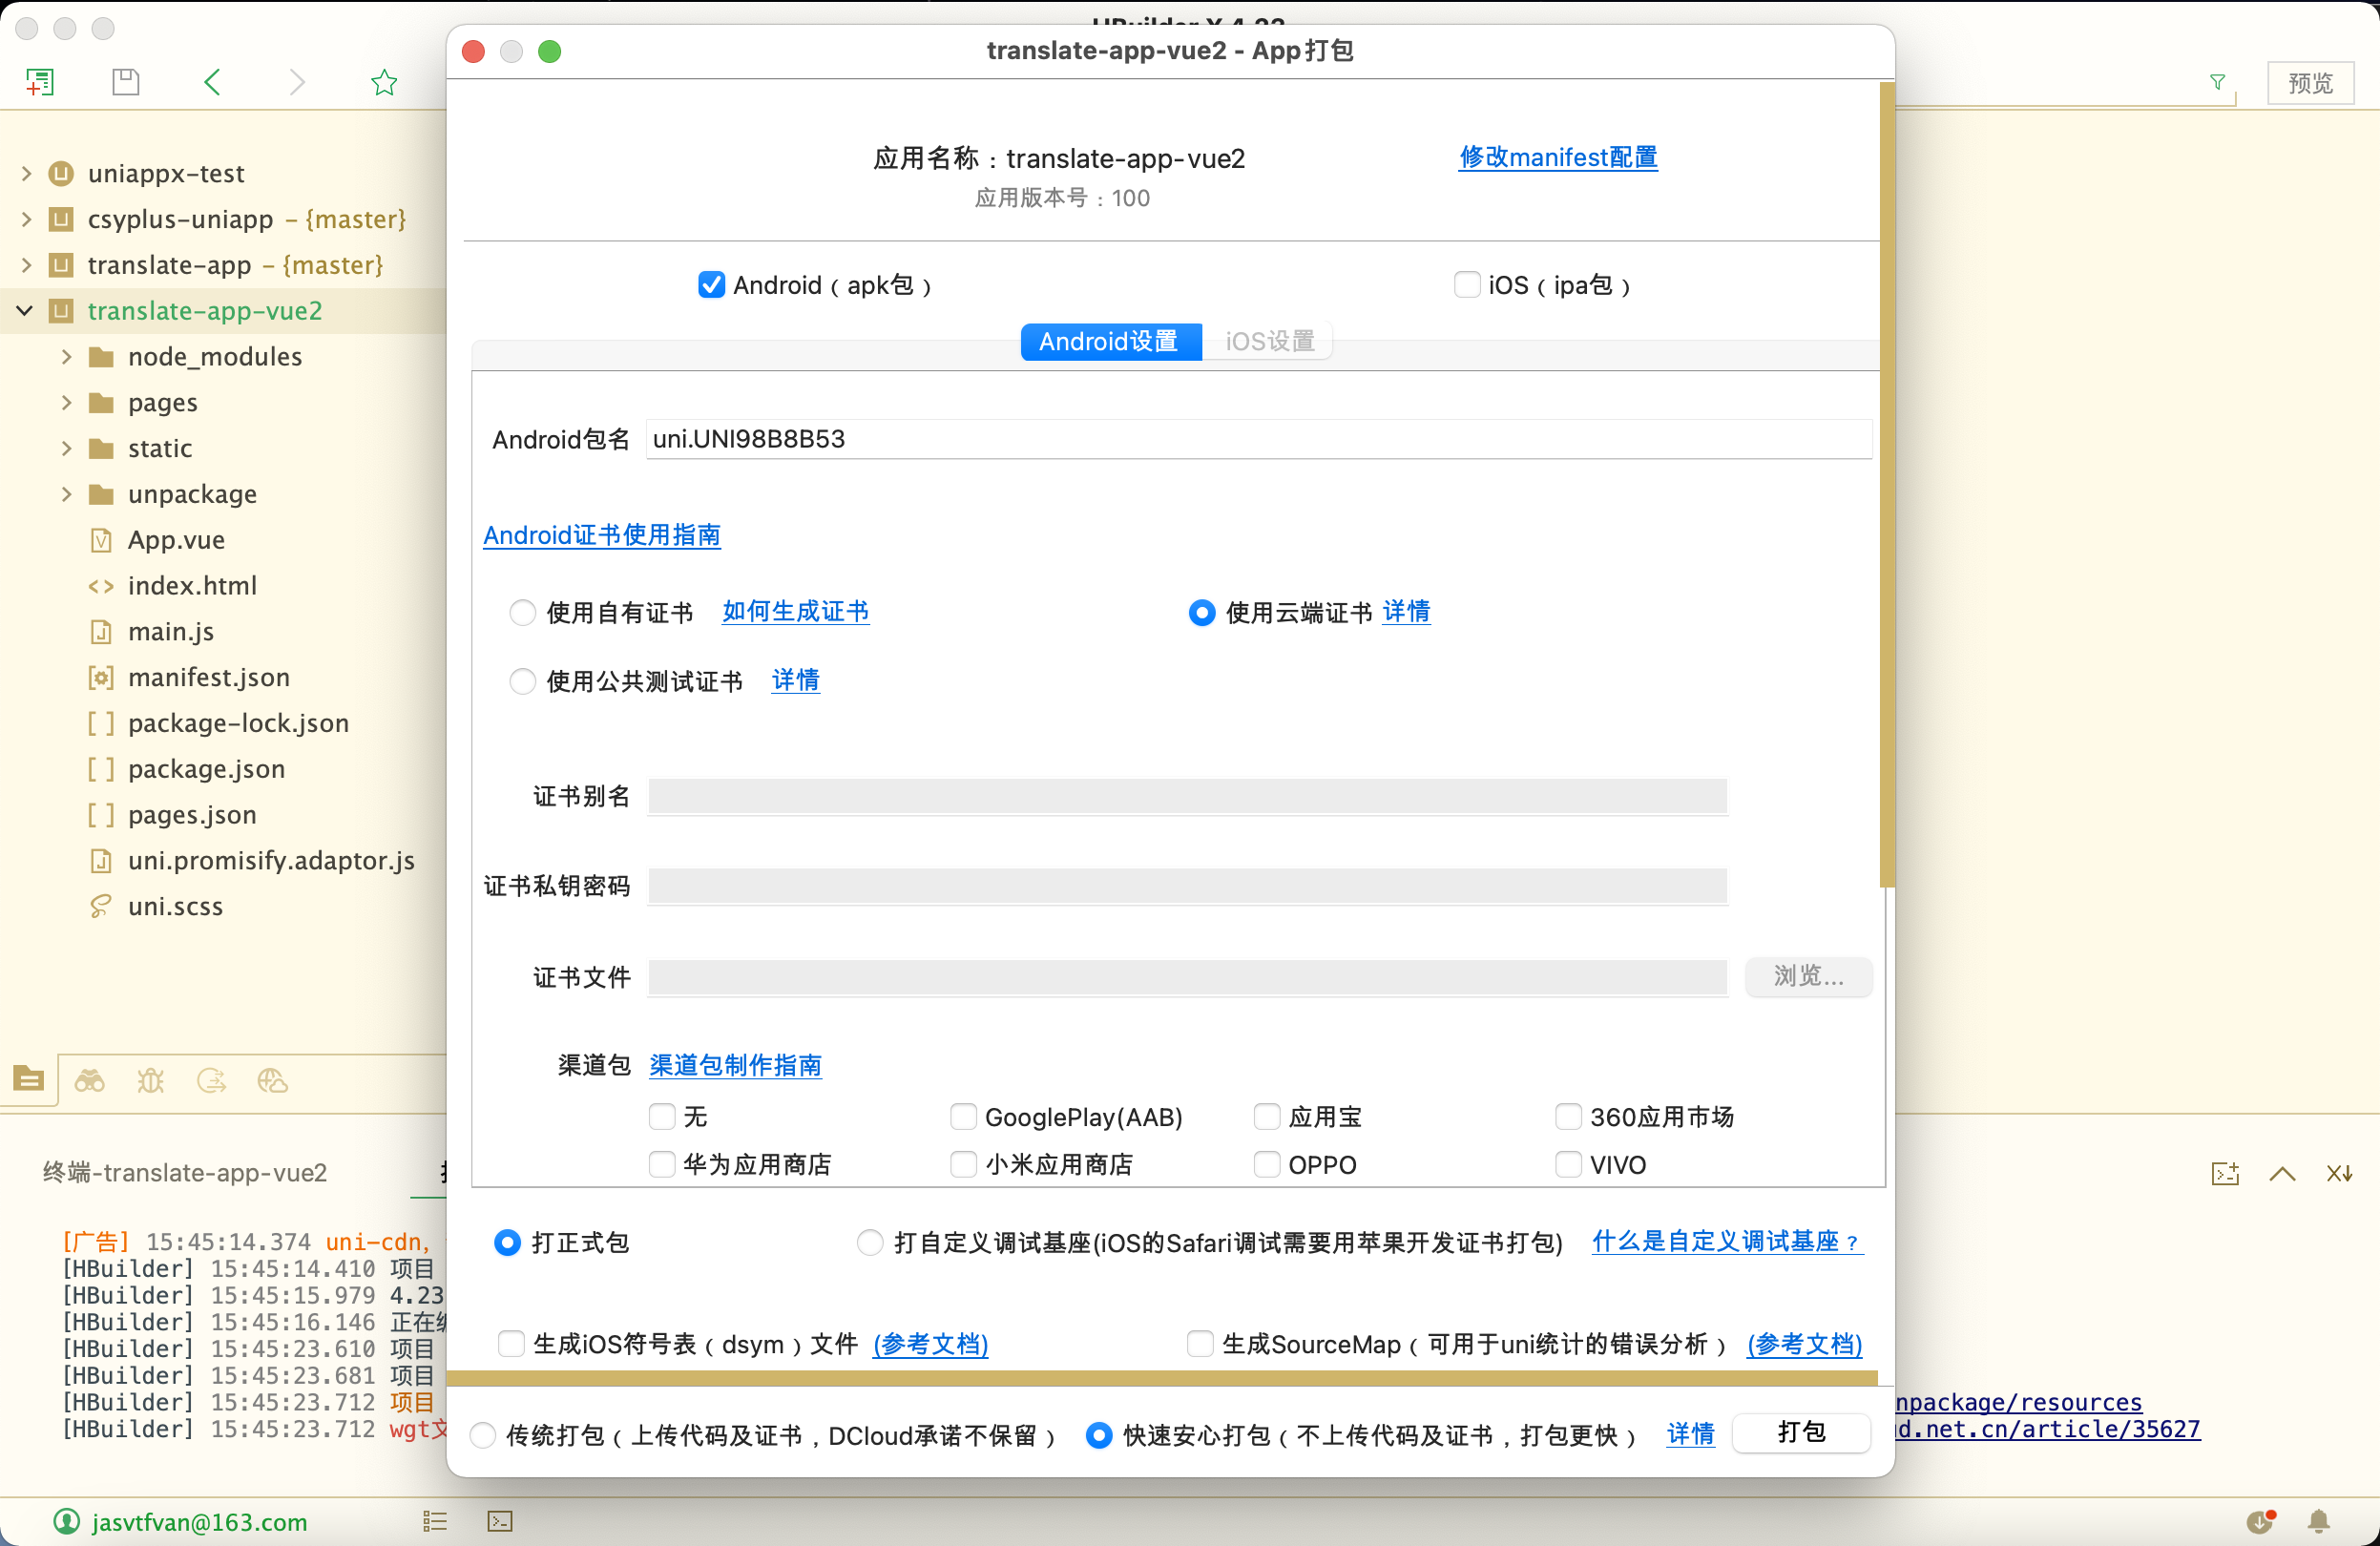 translate-app-vue2 - App打包
预览
应用名称：translate-app-vue2
修改manifest配置
应用版本号：100
uniappx-test
csyplus-uniapp - {master}
translate-app - {master}
translate-app-vue2
node_modules
pages
static
unpackage
App.vue
index.html
main.js
manifest.json
package-lock.json
package.json
pages.json
uni.promisify.adaptor.js
uni.scss
Android（apk包）
iOS（ipa包）
Android设置
iOS设置
Android包名
uni.UNI98B8B53
Android证书使用指南
使用自有证书
如何生成证书
使用云端证书
详情
使用公共测试证书
详情
证书别名
证书私钥密码
证书文件
浏览...
渠道包
渠道包制作指南
无
GooglePlay(AAB)
应用宝
360应用市场
华为应用商店
小米应用商店
OPPO
VIVO
打正式包
打自定义调试基座(iOS的Safari调试需要用苹果开发证书打包)
什么是自定义调试基座？
生成iOS符号表（dsym）文件
(参考文档)
生成SourceMap（可用于uni统计的错误分析）
(参考文档)
传统打包（上传代码及证书，DCloud承诺不保留）
快速安心打包（不上传代码及证书，打包更快）
详情
打包
终端-translate-app-vue2
[广告] 15:45:14.374 uni-cdn,
[HBuilder] 15:45:14.410 项目
[HBuilder] 15:45:15.979 4.23
[HBuilder] 15:45:16.146 正在
[HBuilder] 15:45:23.610 项目
[HBuilder] 15:45:23.681 项目
[HBuilder] 15:45:23.712 项目
npackage/resources
[HBuilder] 15:45:23.712 wgt文
d.net.cn/article/35627
jasvtfvan@163.com